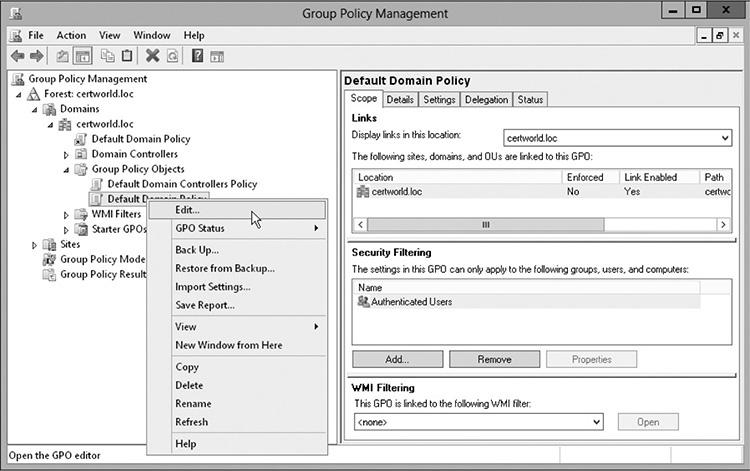 Group Policy Management
File Action View Window Help
Group Policy Management
Forest: certworld.loc
Domains
certworld.loc
Default Domain Policy
Domain Controllers
Group Policy Objects
Default Domain Controllers Policy
Default Domain Policy
WMI Filters
Starter GPOs
Sites
Group Policy Mode
Group Policy Result
Edit...
GPO Status
Back Up...
Restore from Backup...
Import Settings...
Save Report...
View
New Window from Here
Copy
Delete
Rename
Refresh
Help
Default Domain Policy
Scope Details Settings Delegation Status
Links
Display links in this location: certworld.loc
The following sites, domains, and OUs are linked to this GPO:
Location Enforced Link Enabled Path
certworld.loc No Yes certwo
Security Filtering
The settings in this GPO can only apply to the following groups, users, and computers:
Name
Authenticated Users
Add... Remove Properties
WMI Filtering
This GPO is linked to the following WMI filter:
<none> Open
Open the GPO editor